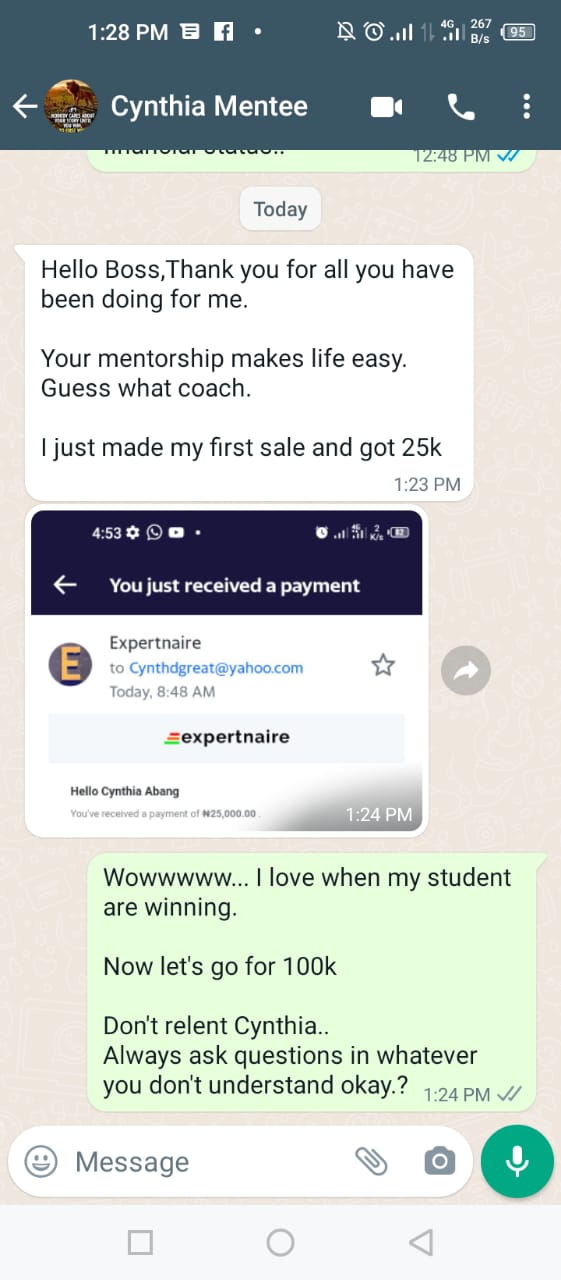 1:28 PM
4G 267 B/s 95
Cynthia Mentee
12:48 PM
Today
Hello Boss,Thank you for all you have
been doing for me.
Your mentorship makes life easy.
Guess what coach.
I just made my first sale and got 25k
1:23 PM
4:53
2 K/s 82
You just received a payment
E
Expertnaire
to Cynthdgreat@yahoo.com
Today, 8:48 AM
expertnaire
Hello Cynthia Abang
You've received a payment of ₦25,000.00 .
1:24 PM
Wowwwww... I love when my student
are winning.
Now let's go for 100k
Don't relent Cynthia..
Always ask questions in whatever
you don't understand okay.?
1:24 PM
Message